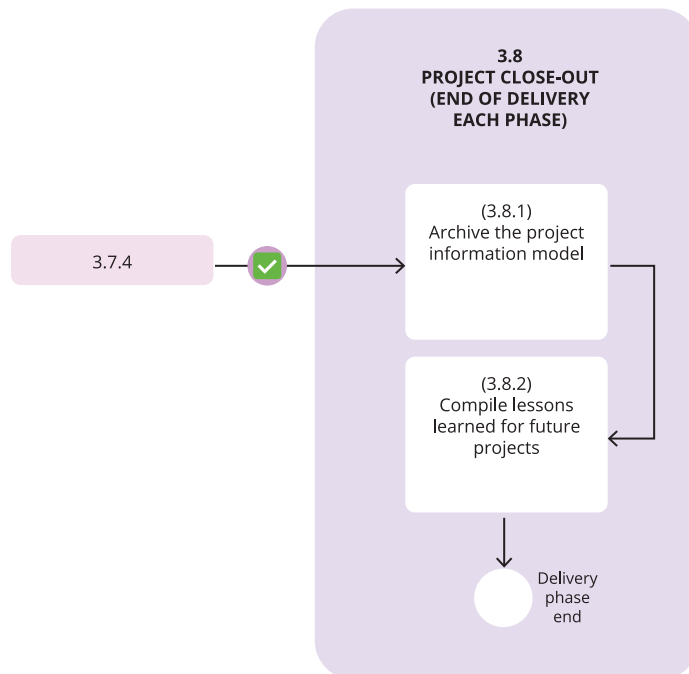 3.8
PROJECT CLOSE-OUT
(END OF DELIVERY
EACH PHASE)
3.7.4
(3.8.1)
Archive the project
information model
(3.8.2)
Compile lessons
learned for future
projects
Delivery
phase
end